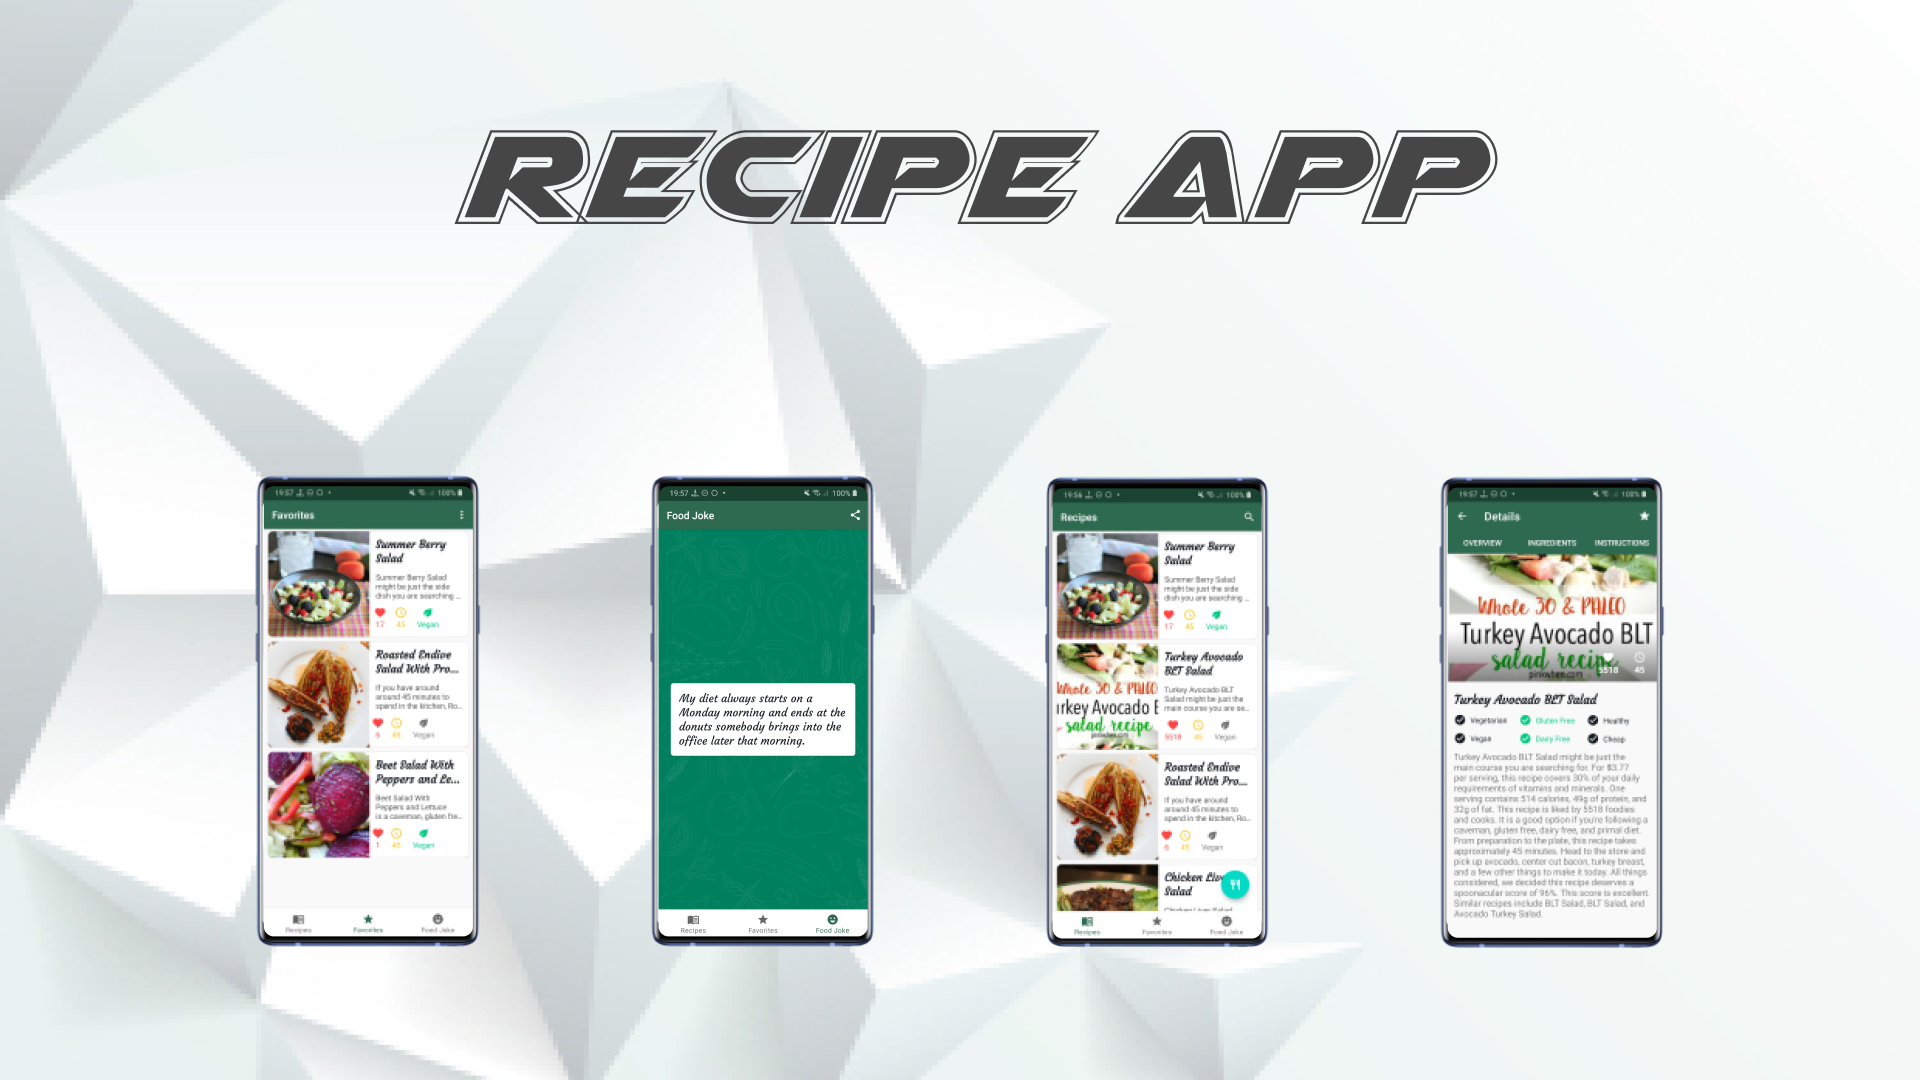 RECIPE APP
19:57 100%
Favorites
Summer Berry
Salad
Summer Berry Salad
might be just the side
dish you are searching ...
17 45 Vegan
Roasted Endive
Salad With Pro...
If you have around
around 45 minutes to
spend in the kitchen, Ro...
6 45 Vegan
Beet Salad With
Peppers and Le...
Beet Salad With
Peppers and Lettuce
is a caveman, gluten fre...
1 45 Vegan
Recipes Favorites Food Joke
19:57 100%
Food Joke
My diet always starts on a
Monday morning and ends at the
donuts somebody brings into the
office later that morning.
Recipes Favorites Food Joke
19:56 100%
Recipes
Summer Berry
Salad
Summer Berry Salad
might be just the side
dish you are searching ...
17 45 Vegan
Whole 30 & PALEO
urkey Avocado B
salad recipe
Turkey Avocado
BLT Salad
Turkey Avocado BLT
Salad might be just the
main course you are se...
5518 45 Vegan
Roasted Endive
Salad With Pro...
If you have around
around 45 minutes to
spend in the kitchen, Ro...
6 45 Vegan
Chicken Live
Salad
Chicken Liver Salad
Recipes Favorites Food Joke
19:57 100%
Details
OVERVIEW INGREDIENTS INSTRUCTIONS
Whole 30 & PALEO
Turkey Avocado BLT
salad recipe
5518 45
pinkwhen.com
Turkey Avocado BLT Salad
Vegetarian Gluten Free Healthy
Vegan Dairy Free Cheap
Turkey Avocado BLT Salad might be just the
main course you are searching for. For $3.77
per serving, this recipe covers 30% of your daily
requirements of vitamins and minerals. One
serving contains 514 calories, 49g of protein, and
32g of fat. This recipe is liked by 5518 foodies
and cooks. It is a good option if you're following a
caveman, gluten free, dairy free, and primal diet.
From preparation to the plate, this recipe takes
approximately 45 minutes. Head to the store and
pick up avocado, center cut bacon, turkey breast,
and a few other things to make it today. All things
considered, we decided this recipe deserves a
spoonacular score of 96%. This score is excellent.
Similar recipes include BLT Salad, BLT Salad, and
Avocado Turkey Salad.